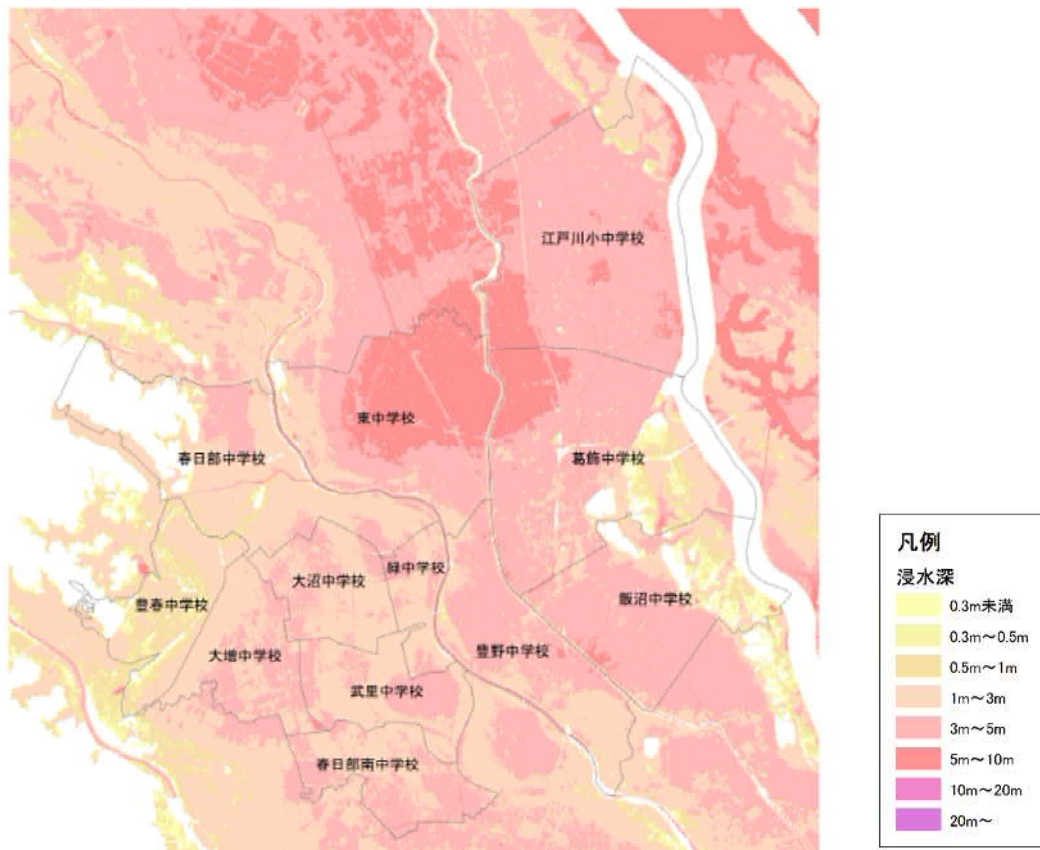 江戸川小中学校
東中学校
春日部中学校
葛飾中学校
緑中学校
大沼中学校
飯沼中学校
豊春中学校
豊野中学校
大増中学校
武里中学校
春日部南中学校
凡例
浸水深
0.3m未満
0.3m～0.5m
0.5m～1m
1m～3m
3m～5m
5m～10m
10m～20m
20m～